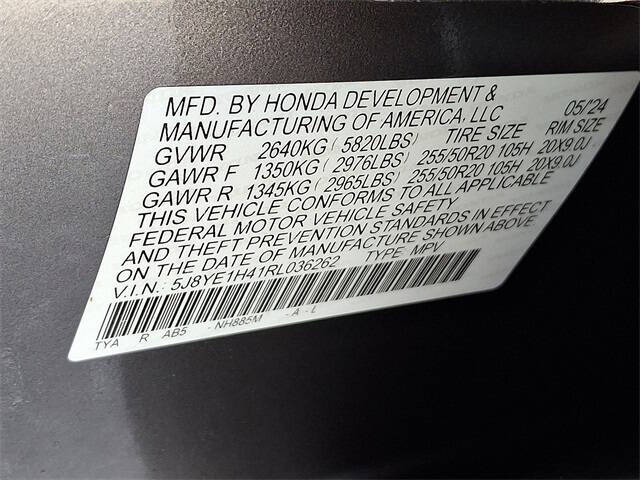 MFD. BY HONDA DEVELOPMENT & 05/24
MANUFACTURING OF AMERICA, LLC
GVWR 2640KG ( 5820LBS) TIRE SIZE RIM SIZE
GAWR F 1350KG ( 2976LBS) 255/50R20 105H 20X9.0J
GAWR R 1345KG ( 2965LBS) 255/50R20 105H 20X9.0J
THIS VEHICLE CONFORMS TO ALL APPLICABLE
FEDERAL MOTOR VEHICLE SAFETY
AND THEFT PREVENTION STANDARDS IN EFFECT
ON THE DATE OF MANUFACTURE SHOWN ABOVE.
V.I.N.: 5J8YE1H41RL036262 TYPE MPV
TYA R AB5 - NH885M - A - L